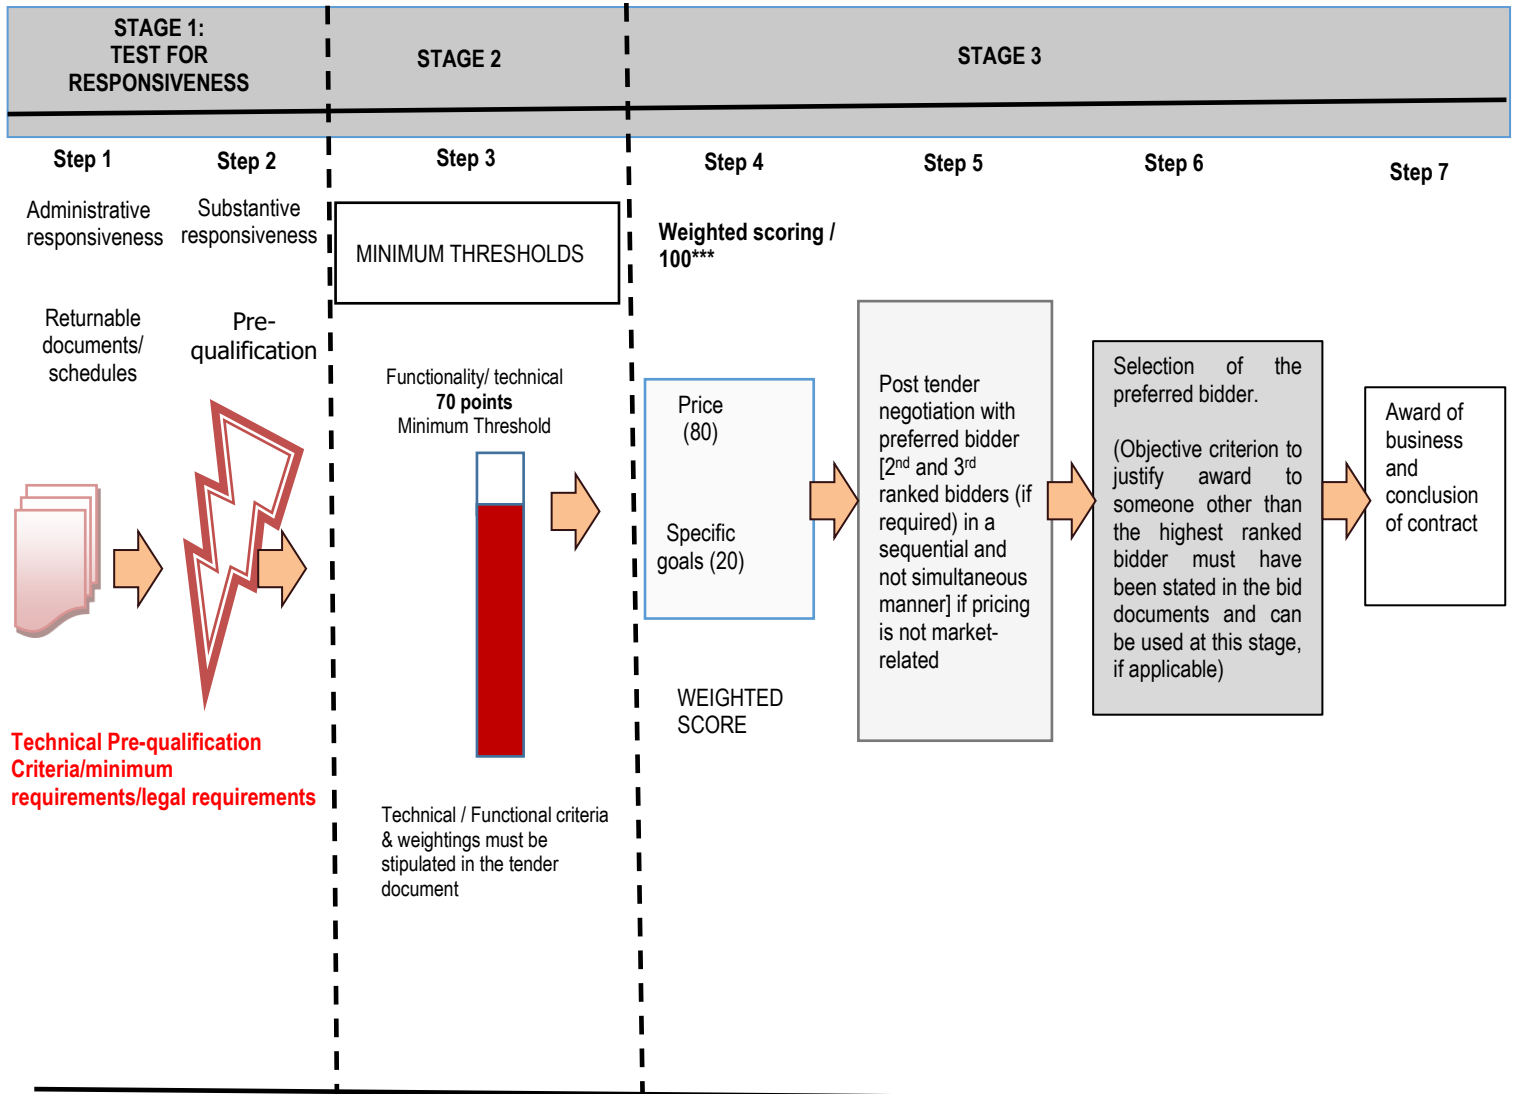 STAGE 1:
TEST FOR
RESPONSIVENESS
STAGE 2
STAGE 3
Step 1
Step 2
Step 3
Step 4
Step 5
Step 6
Step 7
Administrative
responsiveness
Substantive
responsiveness
MINIMUM THRESHOLDS
Weighted scoring /
100***
Returnable
documents/
schedules
Pre-
qualification
Functionality/ technical
70 points
Minimum Threshold
Price
(80)
Specific
goals (20)
WEIGHTED
SCORE
Post tender
negotiation with
preferred bidder
[2nd and 3rd
ranked bidders (if
required) in a
sequential and
not simultaneous
manner] if pricing
is not market-
related
Selection of the
preferred bidder.
(Objective criterion to
justify award to
someone other than
the highest ranked
bidder must have
been stated in the bid
documents and can
be used at this stage,
if applicable)
Award of
business
and
conclusion
of contract
Technical Pre-qualification
Criteria/minimum
requirements/legal requirements
Technical / Functional criteria
& weightings must be
stipulated in the tender
document